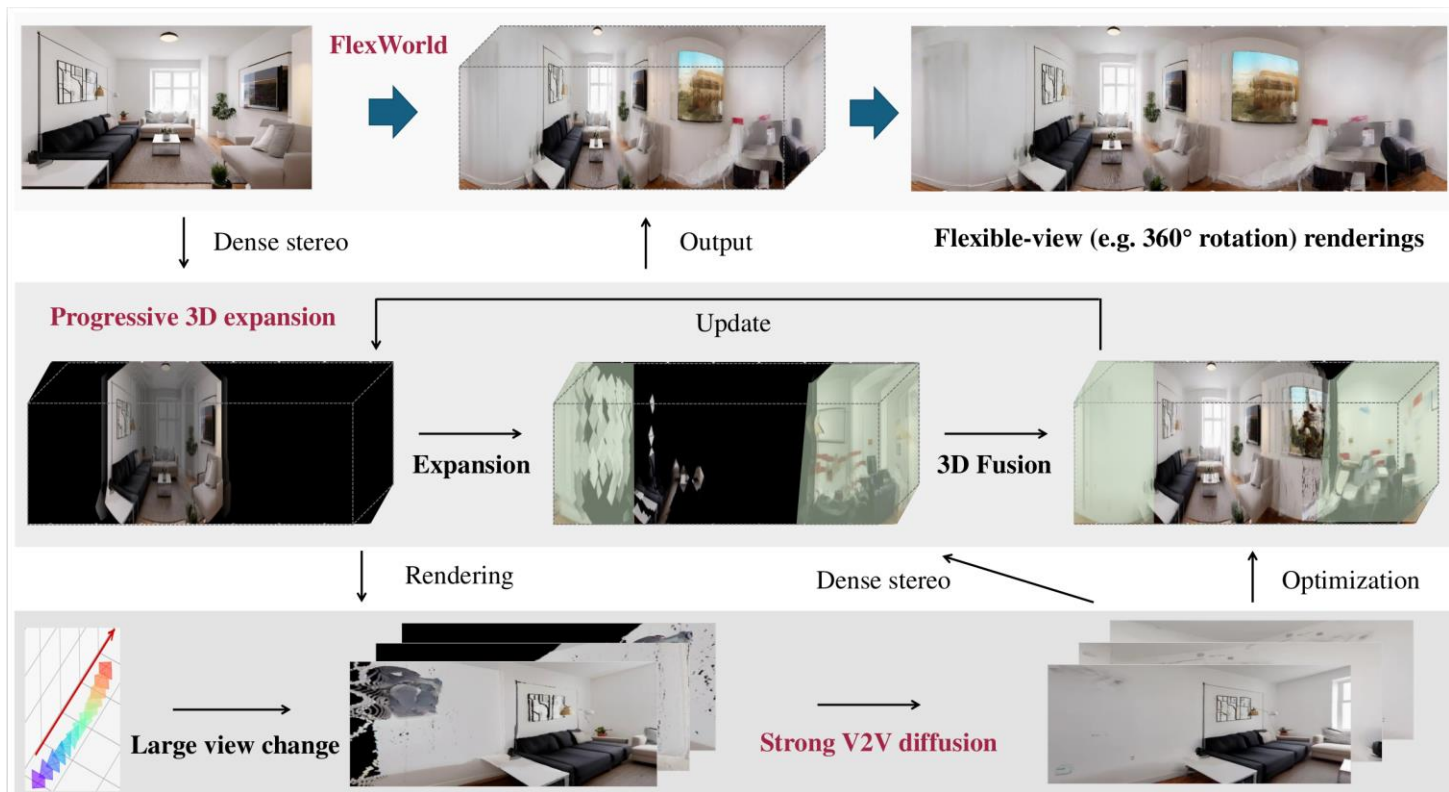 FlexWorld
Dense stereo
Output
Flexible-view (e.g. 360° rotation) renderings
Progressive 3D expansion
Update
Expansion
3D Fusion
Rendering
Dense stereo
Optimization
Large view change
Strong V2V diffusion